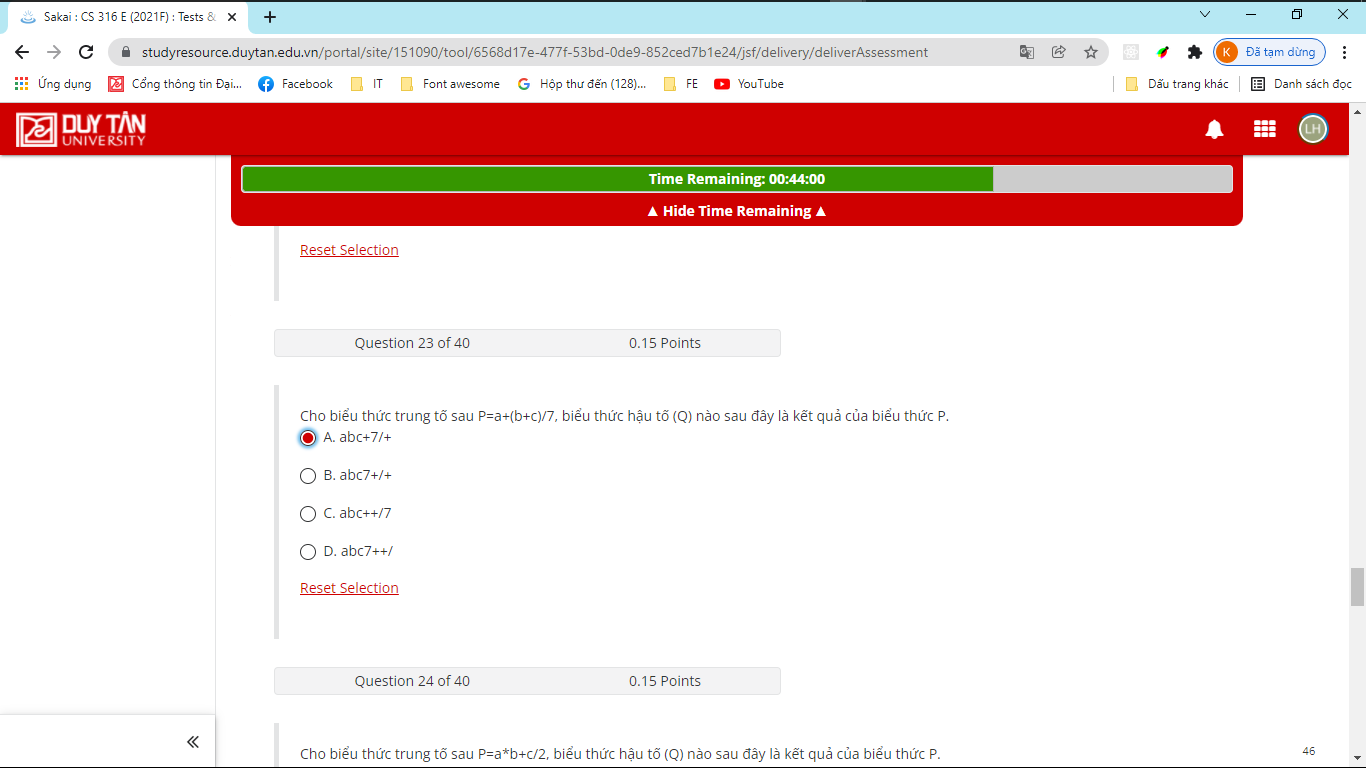 Sakai : CS 316 E (2021F) : Tests &
studyresource.duytan.edu.vn/portal/site/151090/tool/6568d17e-477f-53bd-0de9-852ced7b1e24/jsf/delivery/deliverAssessment
K Đã tạm dừng
Ứng dụng Cổng thông tin Đại... Facebook IT Font awesome Hộp thư đến (128)... FE YouTube Dấu trang khác Danh sách đọc
DUY TÂN
UNIVERSITY
LH
Time Remaining: 00:44:00
▲ Hide Time Remaining ▲
Reset Selection
Question 23 of 40 0.15 Points
Cho biểu thức trung tố sau P=a+(b+c)/7, biểu thức hậu tố (Q) nào sau đây là kết quả của biểu thức P.
A. abc+7/+
B. abc7+/+
C. abc++/7
D. abc7++/
Reset Selection
Question 24 of 40 0.15 Points
Cho biểu thức trung tố sau P=a*b+c/2, biểu thức hậu tố (Q) nào sau đây là kết quả của biểu thức P.
46